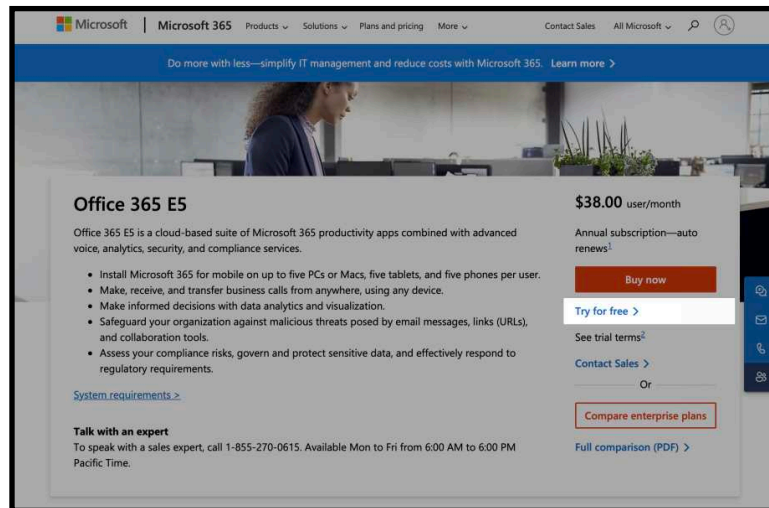 Microsoft | Microsoft 365 Products Solutions Plans and pricing More Contact Sales All Microsoft
Do more with less—simplify IT management and reduce costs with Microsoft 365. Learn more >
Office 365 E5
Office 365 E5 is a cloud-based suite of Microsoft 365 productivity apps combined with advanced
voice, analytics, security, and compliance services.
• Install Microsoft 365 for mobile on up to five PCs or Macs, five tablets, and five phones per user.
• Make, receive, and transfer business calls from anywhere, using any device.
• Make informed decisions with data analytics and visualization.
• Safeguard your organization against malicious threats posed by email messages, links (URLs),
and collaboration tools.
• Assess your compliance risks, govern and protect sensitive data, and effectively respond to
regulatory requirements.
System requirements >
Talk with an expert
To speak with a sales expert, call 1-855-270-0615. Available Mon to Fri from 6:00 AM to 6:00 PM
Pacific Time.
$38.00 user/month
Annual subscription—auto
renews1
Buy now
Try for free >
See trial terms2
Contact Sales >
Or
Compare enterprise plans
Full comparison (PDF) >